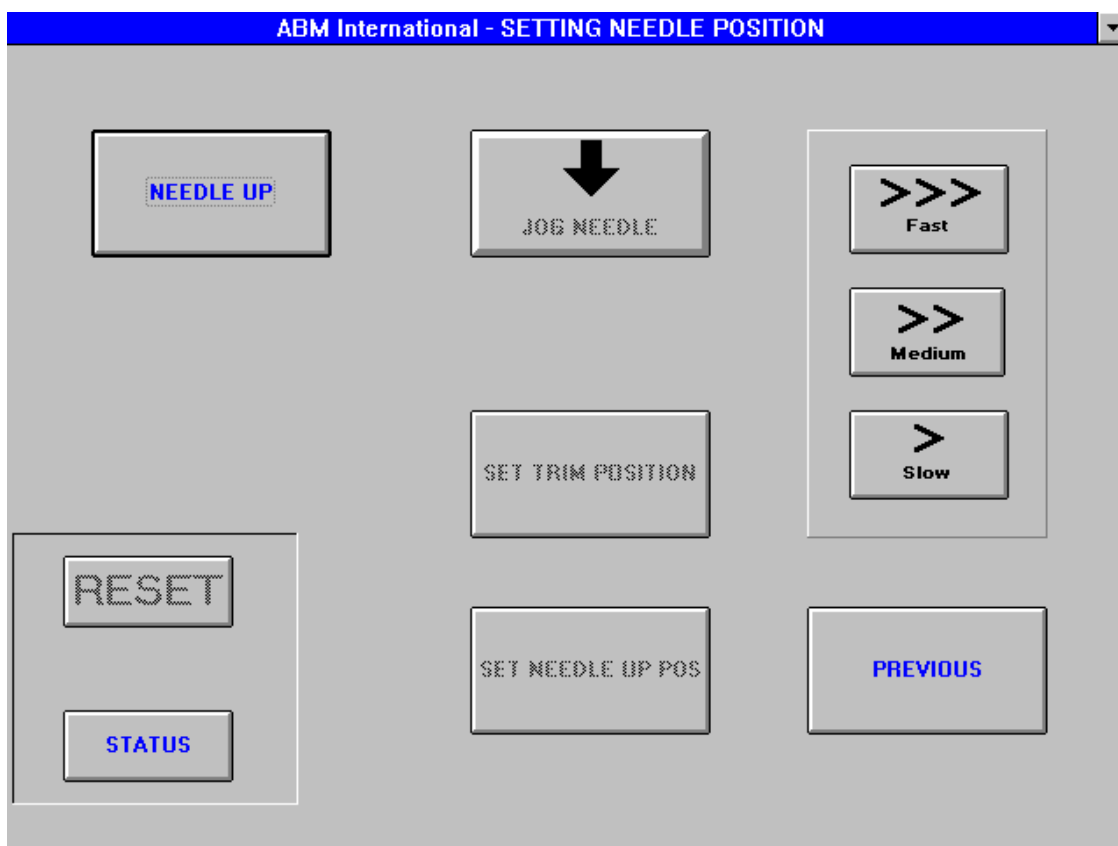 ABM International - SETTING NEEDLE POSITION
NEEDLE UP
JOG NEEDLE
>>>
Fast
>>
Medium
>
Slow
SET TRIM POSITION
RESET
SET NEEDLE UP POS
PREVIOUS
STATUS